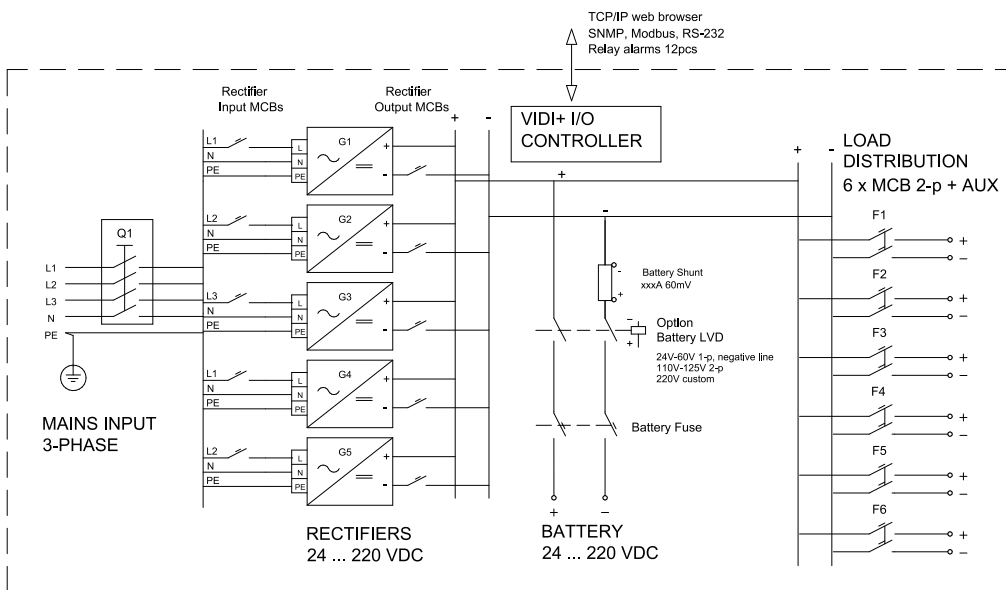 TCP/IP web browser
SNMP, Modbus, RS-232
Relay alarms 12pcs
Rectifier
Input MCBs
Rectifier
Output MCBs
+ -
VIDI+ I/O
CONTROLLER
+ -
LOAD
DISTRIBUTION
6 x MCB 2-p + AUX
L1
N
PE
L
N
PE
G1
+
-
L2
N
PE
L
N
PE
G2
+
-
L3
N
PE
L
N
PE
G3
+
-
L1
N
PE
L
N
PE
G4
+
-
L2
N
PE
L
N
PE
G5
+
-
Q1
L1
L2
L3
N
PE
MAINS INPUT
3-PHASE
RECTIFIERS
24 ... 220 VDC
+
-
-
Battery Shunt
xxxA 60mV
+
-
+
Option
Battery LVD
24V-60V 1-p, negative line
110V-125V 2-p
220V custom
Battery Fuse
+ -
BATTERY
24 ... 220 VDC
F1
+
-
F2
+
-
F3
+
-
F4
+
-
F5
+
-
F6
+
-